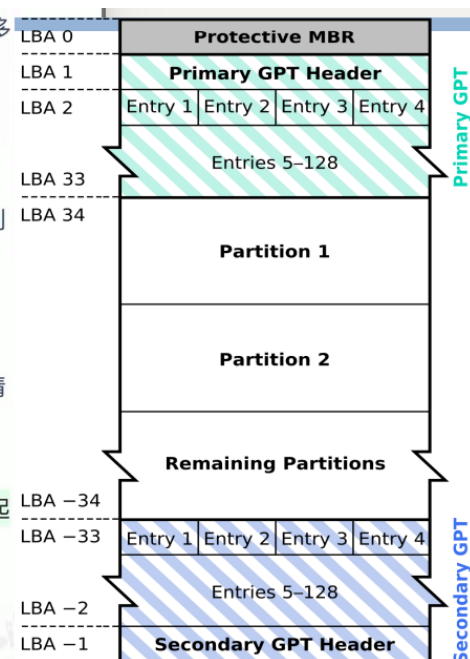 LBA 0
Protective MBR
LBA 1
Primary GPT Header
LBA 2
Entry 1 Entry 2 Entry 3 Entry 4
Entries 5–128
LBA 33
Primary GPT
LBA 34
Partition 1
Partition 2
Remaining Partitions
LBA −34
LBA −33
Entry 1 Entry 2 Entry 3 Entry 4
Entries 5–128
LBA −2
LBA −1
Secondary GPT Header
Secondary GPT